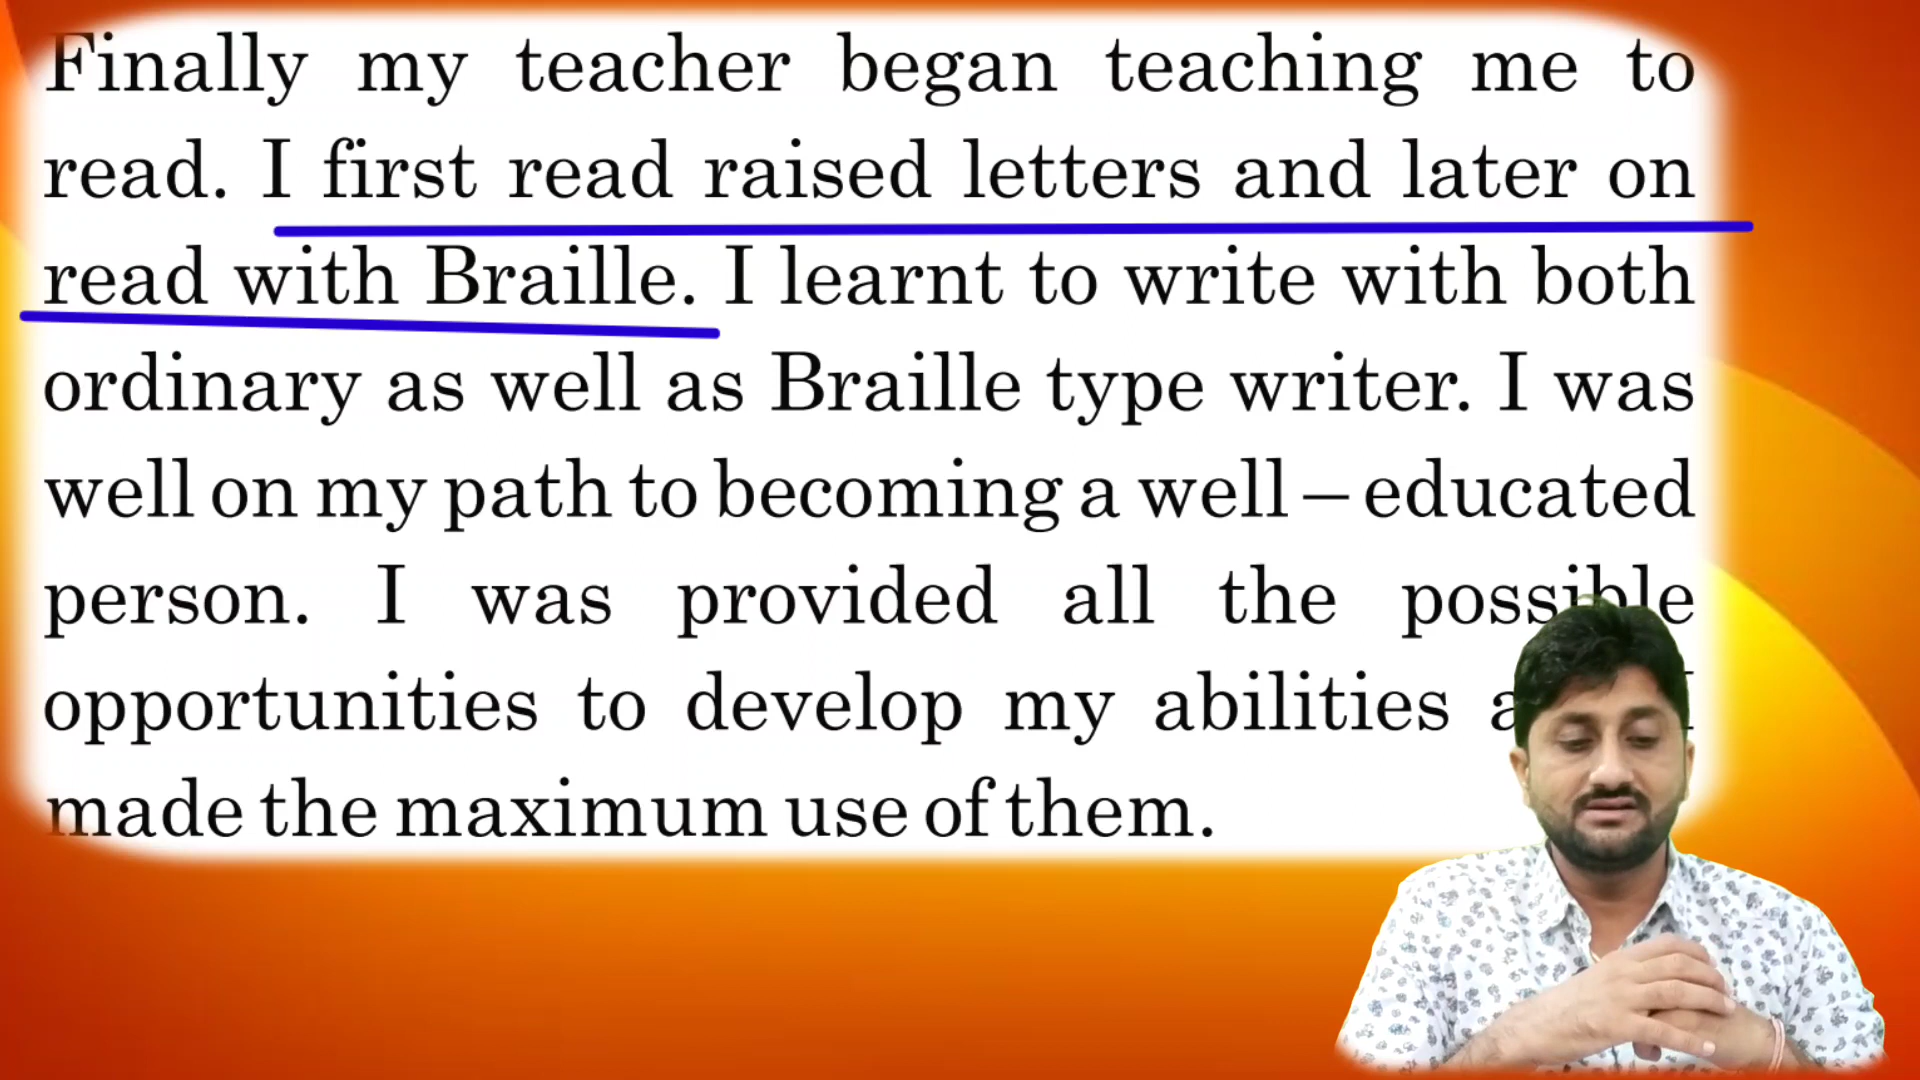 Finally my teacher began teaching me to
read. I first read raised letters and later on
read with Braille. I learnt to write with both
ordinary as well as Braille type writer. I was
well on my path to becoming a well – educated
person. I was provided all the possible
opportunities to develop my abilities
made the maximum use of them.